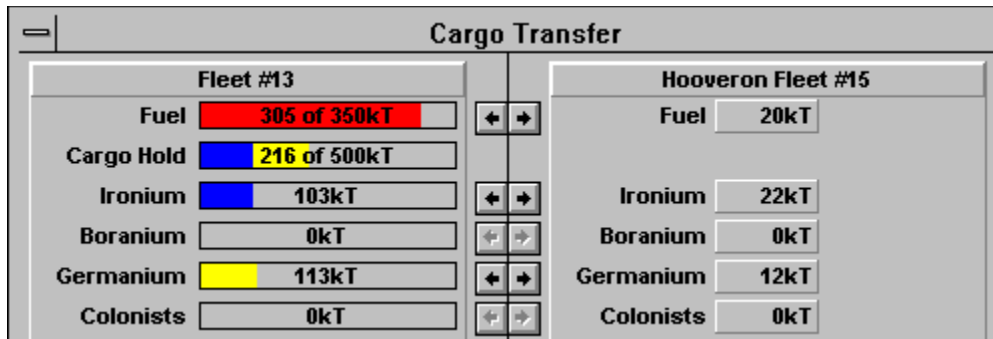 Cargo Transfer
Fleet #13
Fuel 305 of 350kT
Cargo Hold 216 of 500kT
Ironium 103kT
Boranium 0kT
Germanium 113kT
Colonists 0kT
Hooveron Fleet #15
Fuel 20kT
Ironium 22kT
Boranium 0kT
Germanium 12kT
Colonists 0kT